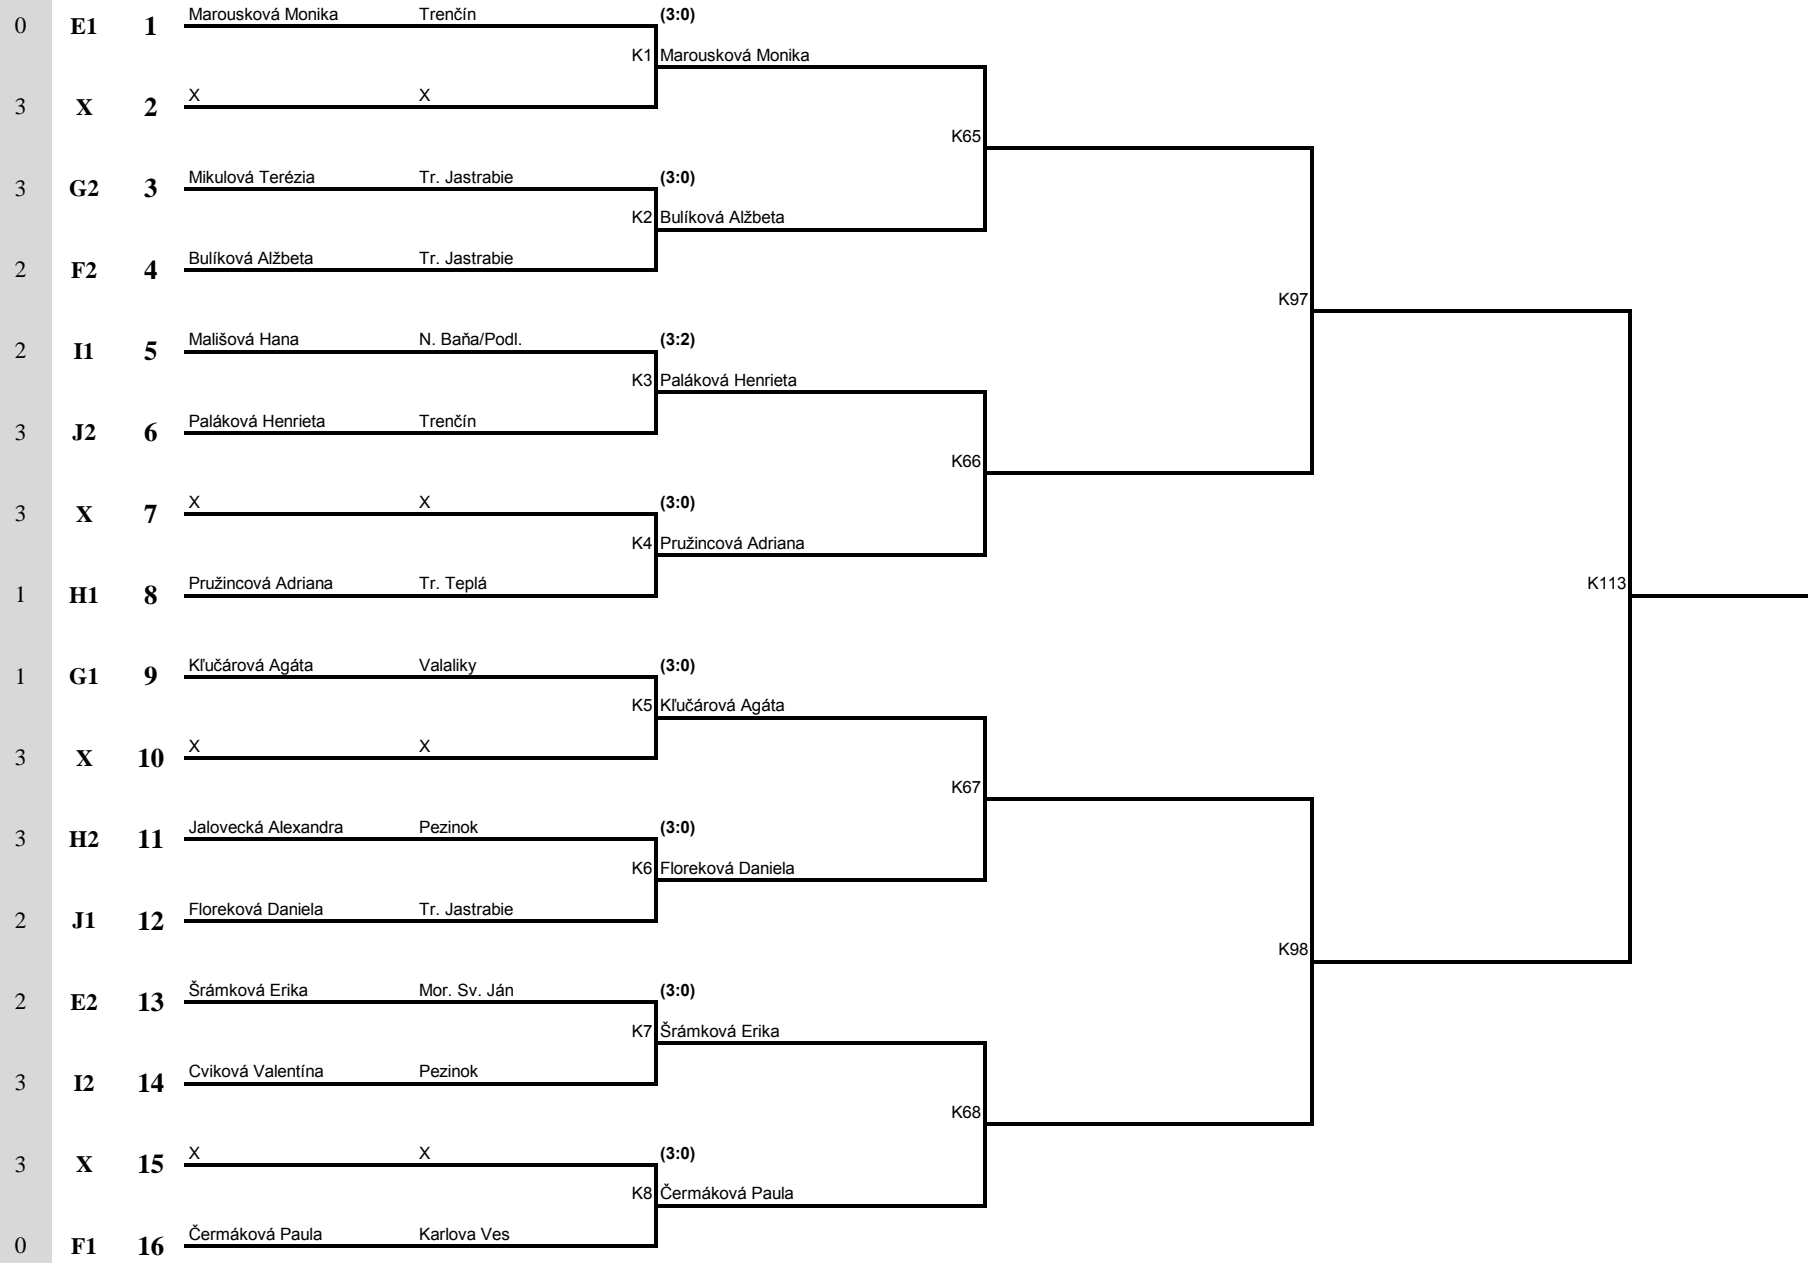 0 E1 1 Marousková Monika Trenčín (3:0)
K1 Marousková Monika
3 X 2 X X
K65
3 G2 3 Mikulová Terézia Tr. Jastrabie (3:0)
K2 Bulíková Alžbeta
2 F2 4 Bulíková Alžbeta Tr. Jastrabie
K97
2 I1 5 Mališová Hana N. Baňa/Podl. (3:2)
K3 Paláková Henrieta
3 J2 6 Paláková Henrieta Trenčín
K66
3 X 7 X X (3:0)
K4 Pružincová Adriana
1 H1 8 Pružincová Adriana Tr. Teplá
K113
1 G1 9 Kľučárová Agáta Valaliky (3:0)
K5 Kľučárová Agáta
3 X 10 X X
K67
3 H2 11 Jalovecká Alexandra Pezinok (3:0)
K6 Floreková Daniela
2 J1 12 Floreková Daniela Tr. Jastrabie
K98
2 E2 13 Šrámková Erika Mor. Sv. Ján (3:0)
K7 Šrámková Erika
3 I2 14 Cviková Valentína Pezinok
K68
3 X 15 X X (3:0)
K8 Čermáková Paula
0 F1 16 Čermáková Paula Karlova Ves